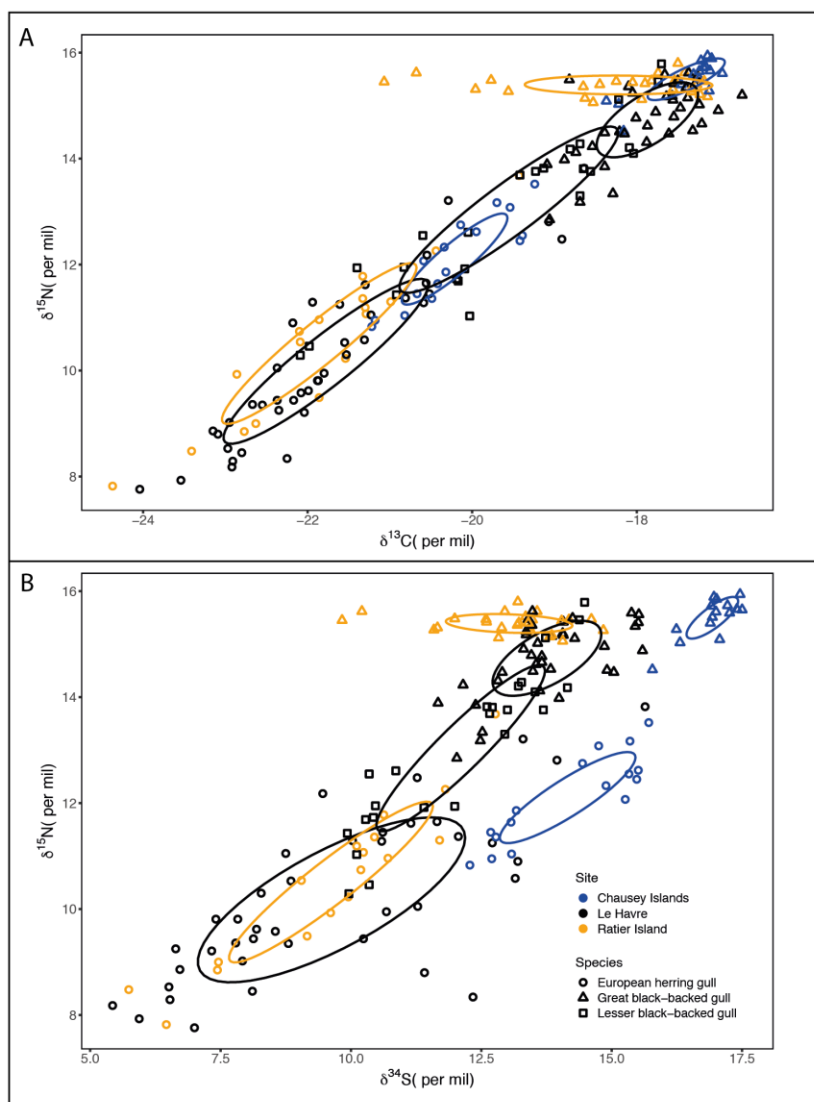 A
16
14
12
10
8
δ15N( per mil)
−24
−22
−20
−18
δ13C( per mil)
B
16
14
12
10
8
δ15N( per mil)
Site
Chausey Islands
Le Havre
Ratier Island
Species
European herring gull
Great black−backed gull
Lesser black−backed gull
5.0
7.5
10.0
12.5
15.0
17.5
δ34S( per mil)